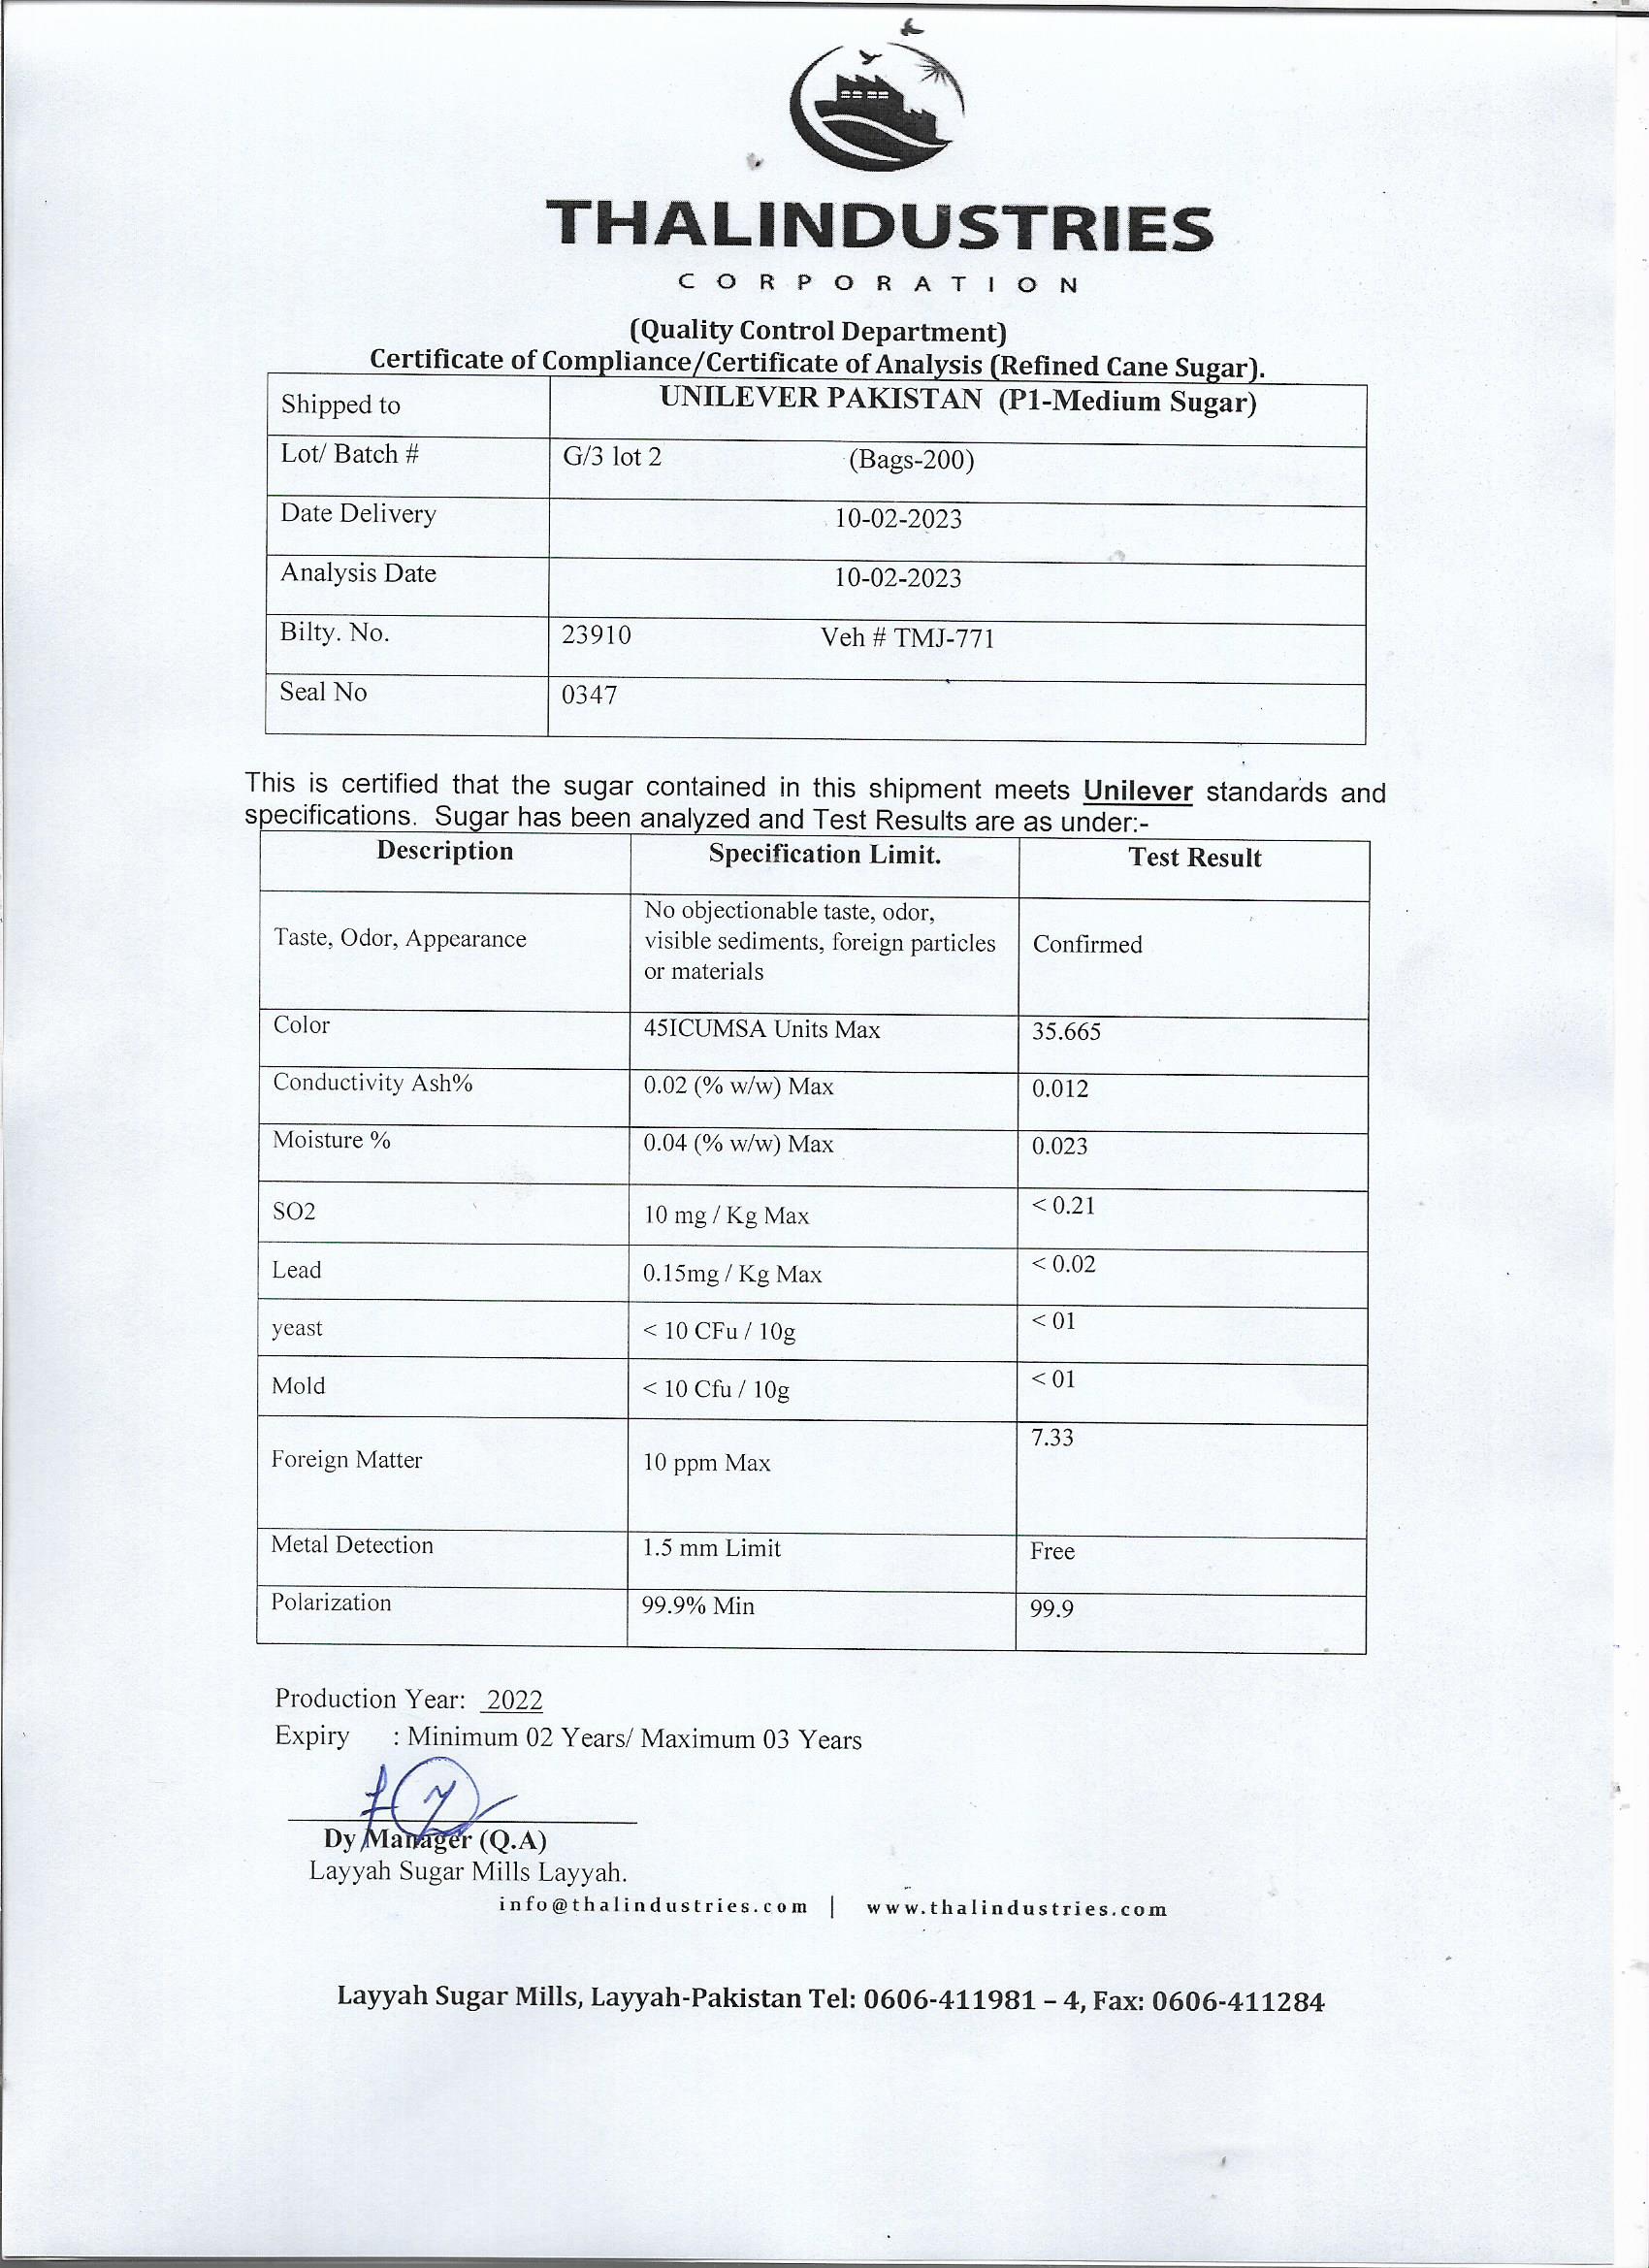 THALINDUSTRIES
CORPORATION
(Quality Control Department)
Certificate of Compliance/Certificate of Analysis (Refined Cane Sugar).
Shipped to UNILEVER PAKISTAN (P1-Medium Sugar)
Lot/ Batch # G/3 lot 2 (Bags-200)
Date Delivery 10-02-2023
Analysis Date 10-02-2023
Bilty. No. 23910 Veh # TMJ-771
Seal No 0347
This is certified that the sugar contained in this shipment meets Unilever standards and
specifications. Sugar has been analyzed and Test Results are as under:-
Description Specification Limit. Test Result
Taste, Odor, Appearance No objectionable taste, odor,
visible sediments, foreign particles
or materials Confirmed
Color 45ICUMSA Units Max 35.665
Conductivity Ash% 0.02 (% w/w) Max 0.012
Moisture % 0.04 (% w/w) Max 0.023
SO2 10 mg / Kg Max < 0.21
Lead 0.15mg / Kg Max < 0.02
yeast < 10 CFu / 10g < 01
Mold < 10 Cfu / 10g < 01
Foreign Matter 10 ppm Max 7.33
Metal Detection 1.5 mm Limit Free
Polarization 99.9% Min 99.9
Production Year: 2022
Expiry : Minimum 02 Years/ Maximum 03 Years
Dy Manager (Q.A)
Layyah Sugar Mills Layyah.
info@thalindustries.com | www.thalindustries.com
Layyah Sugar Mills, Layyah-Pakistan Tel: 0606-411981 – 4, Fax: 0606-411284